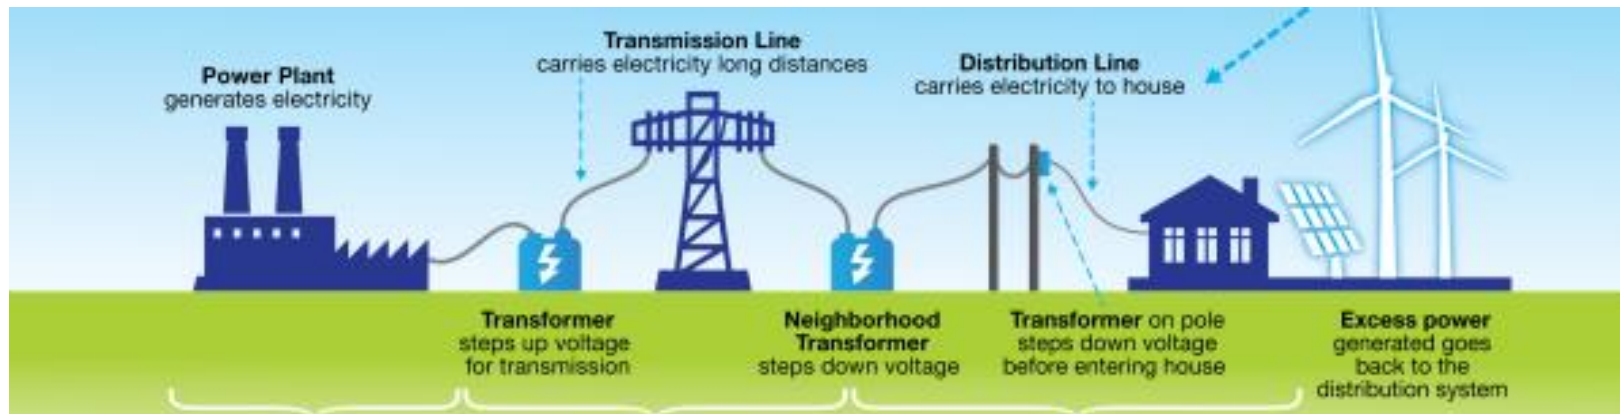 Power Plant
generates electricity
Transmission Line
carries electricity long distances
Distribution Line
carries electricity to house
Transformer
steps up voltage
for transmission
Neighborhood
Transformer
steps down voltage
Transformer on pole
steps down voltage
before entering house
Excess power
generated goes
back to the
distribution system